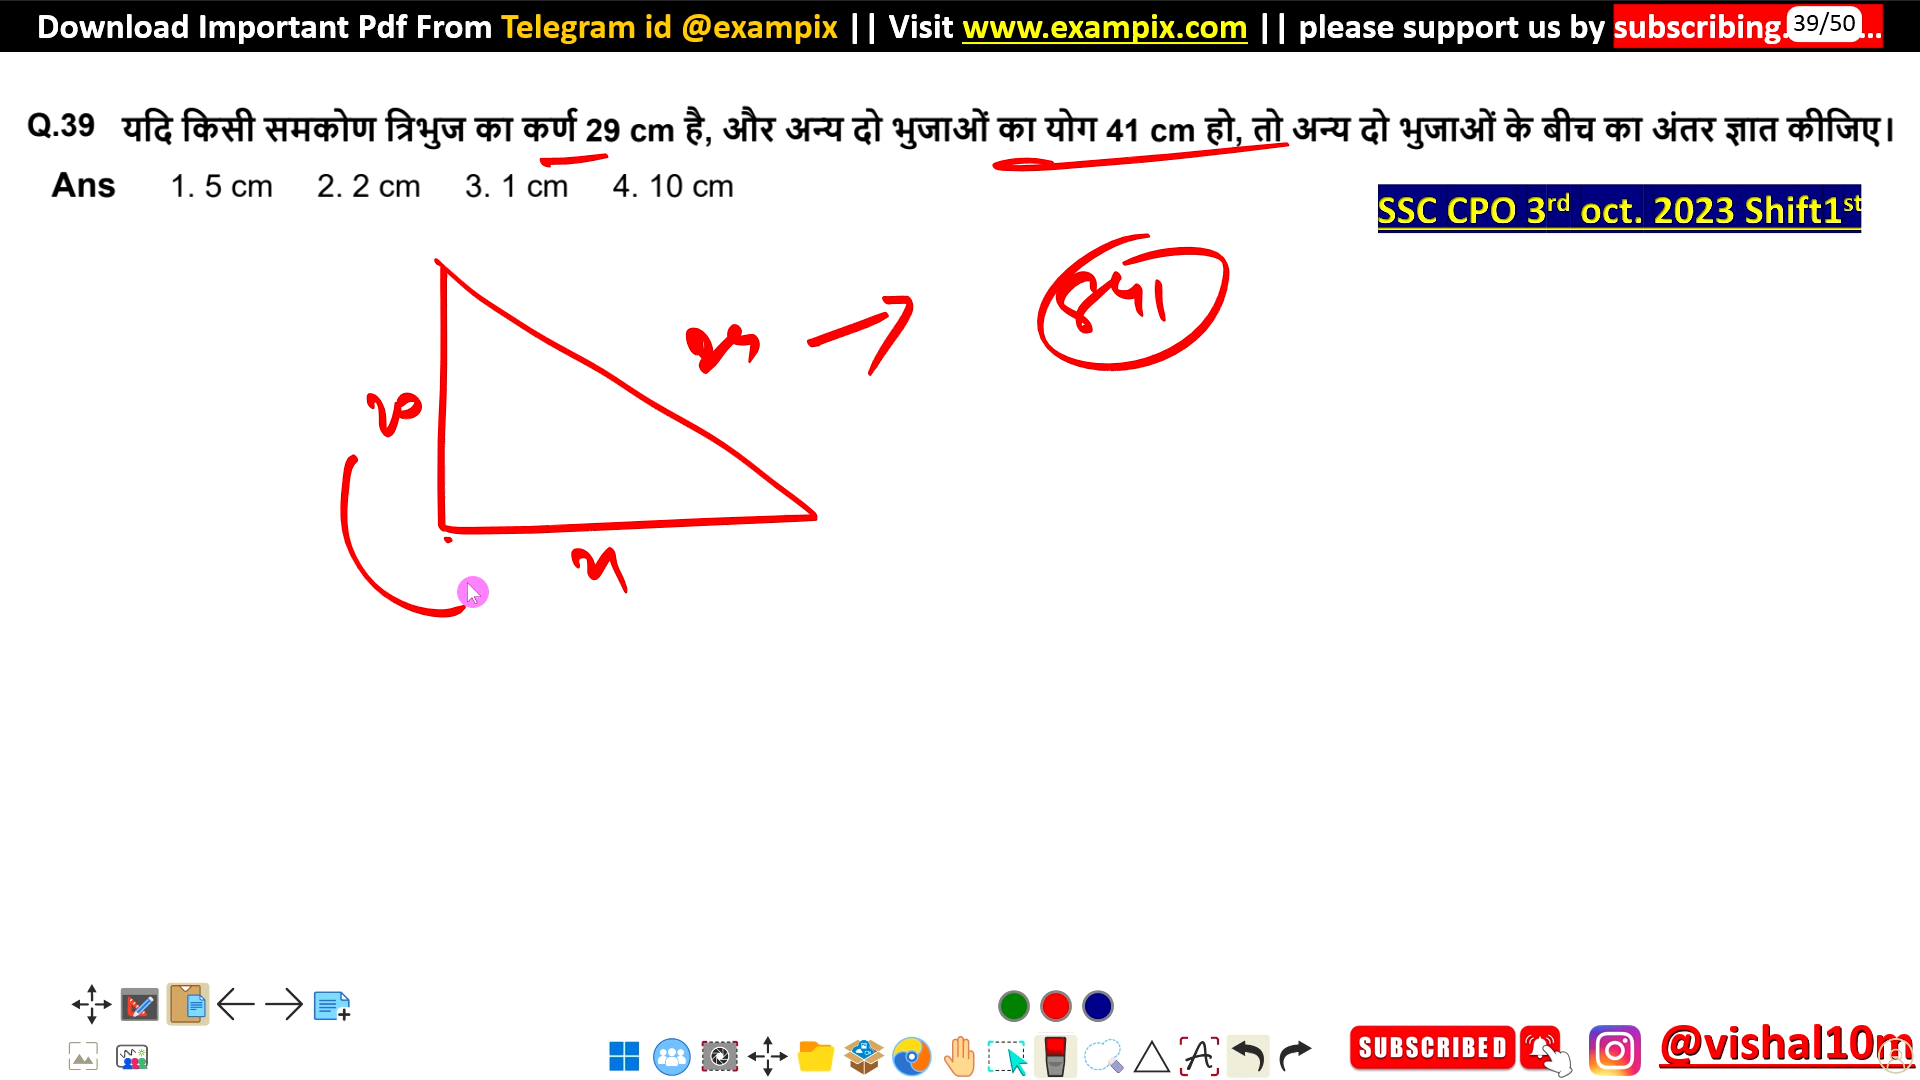 Download Important Pdf From Telegram id @exampix || Visit www.exampix.com || please support us by subscribing. 39/50 ...
Q.39 यदि किसी समकोण त्रिभुज का कर्ण 29 cm है, और अन्य दो भुजाओं का योग 41 cm हो, तो अन्य दो भुजाओं के बीच का अंतर ज्ञात कीजिए।
Ans 1. 5 cm 2. 2 cm 3. 1 cm 4. 10 cm
SSC CPO 3rd oct. 2023 Shift1st
841
29
20
21
SUBSCRIBED @vishal10m